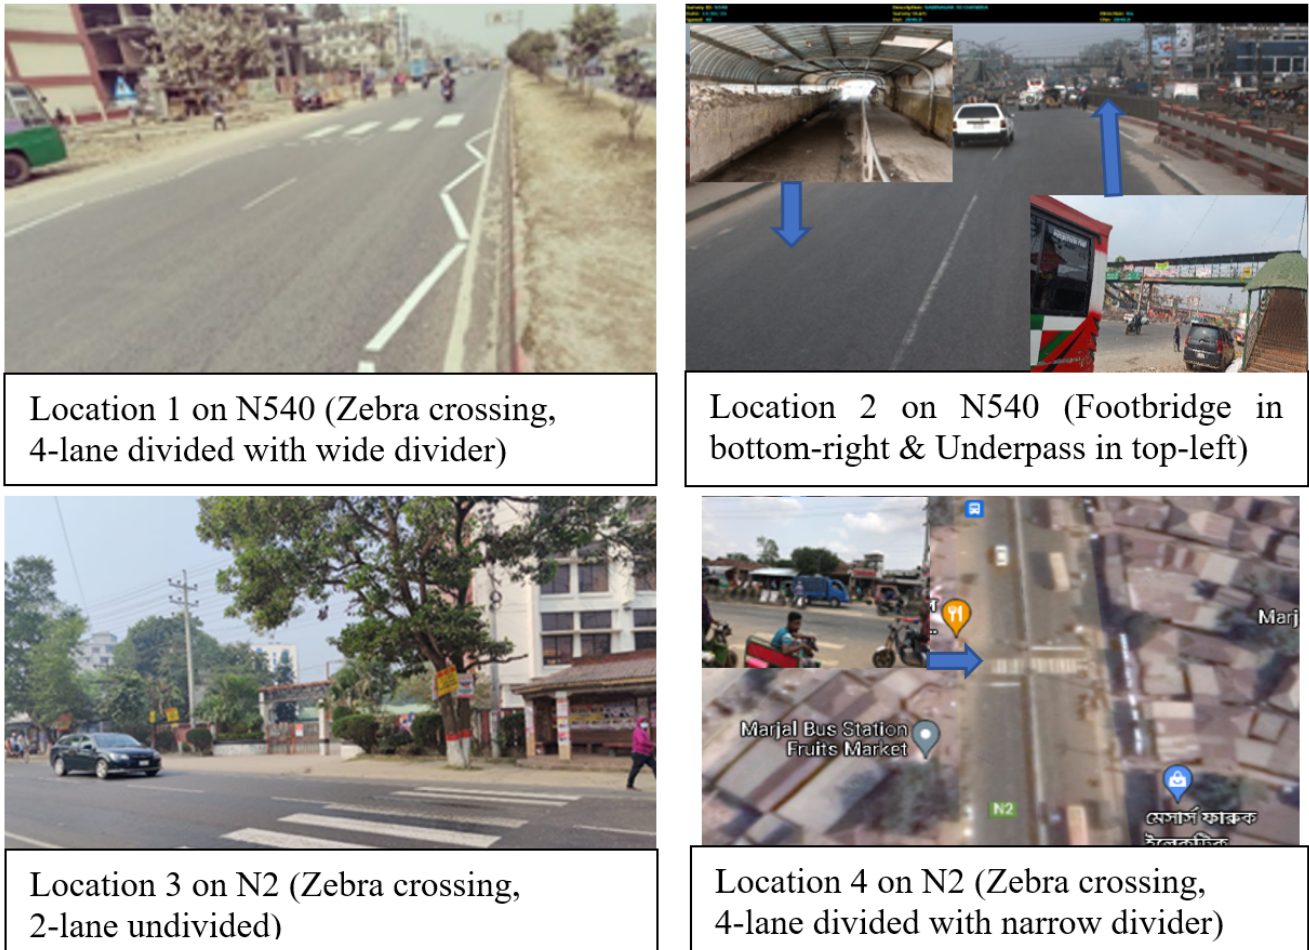 Location 1 on N540 (Zebra crossing,
4-lane divided with wide divider)
Location 2 on N540 (Footbridge in
bottom-right & Underpass in top-left)
Location 3 on N2 (Zebra crossing,
2-lane undivided)
Marj
Marjal Bus Station
Fruits Market
N2
মেসার্স ফারুক
Location 4 on N2 (Zebra crossing,
4-lane divided with narrow divider)